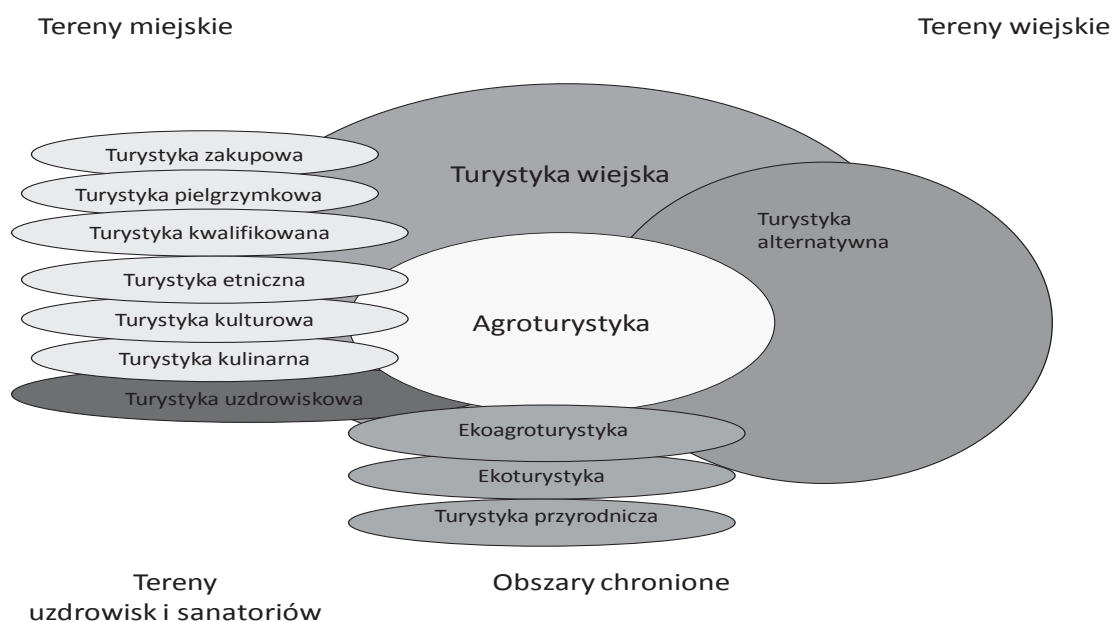 Tereny miejskie
Tereny wiejskie
Turystyka zakupowa
Turystyka wiejska
Turystyka pielgrzymkowa
Turystyka
alternatywna
Turystyka kwalifikowana
Turystyka etniczna
Turystyka kulturowa
Agroturystyka
Turystyka kulinarna
Turystyka uzdrowiskowa
Ekoagroturystyka
Ekoturystyka
Turystyka przyrodnicza
Tereny
uzdrowisk i sanatoriów
Obszary chronione